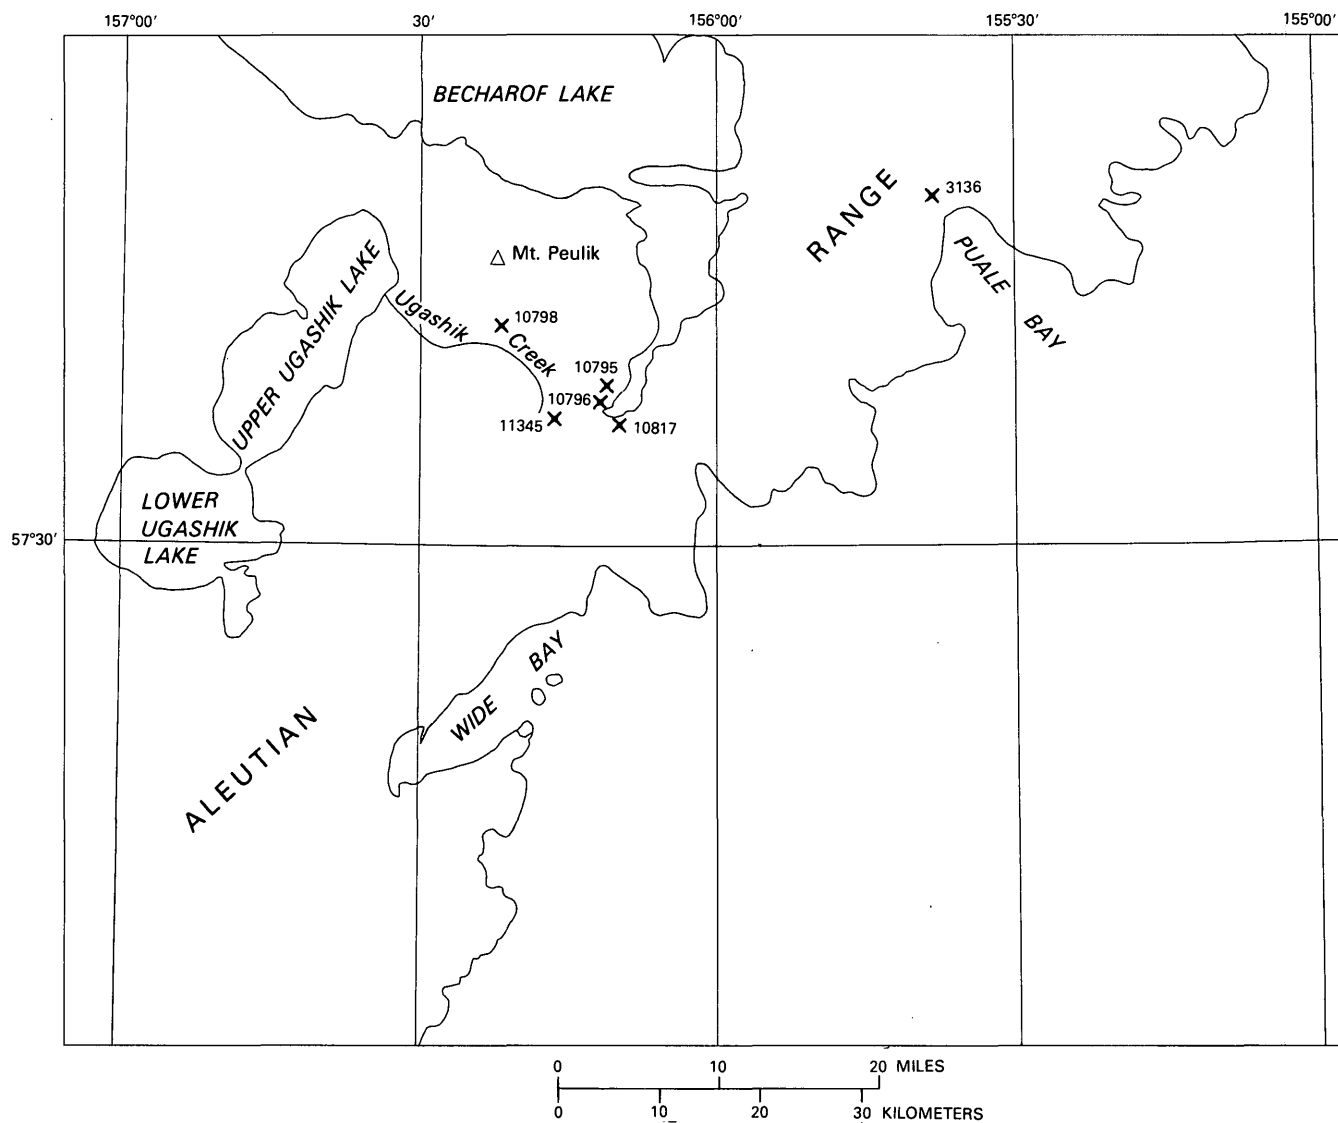 157°00' 30' 156°00' 155°30' 155°00'
BECHAROF LAKE
RANGE
3136
PUALE
BAY
Mt. Peulik
UPPER UGASHIK LAKE
Ugashik
Creek
10798
10795
10796
11345
10817
LOWER
UGASHIK
LAKE
57°30'
WIDE BAY
ALEUTIAN
0 10 20 MILES
0 10 20 30 KILOMETERS